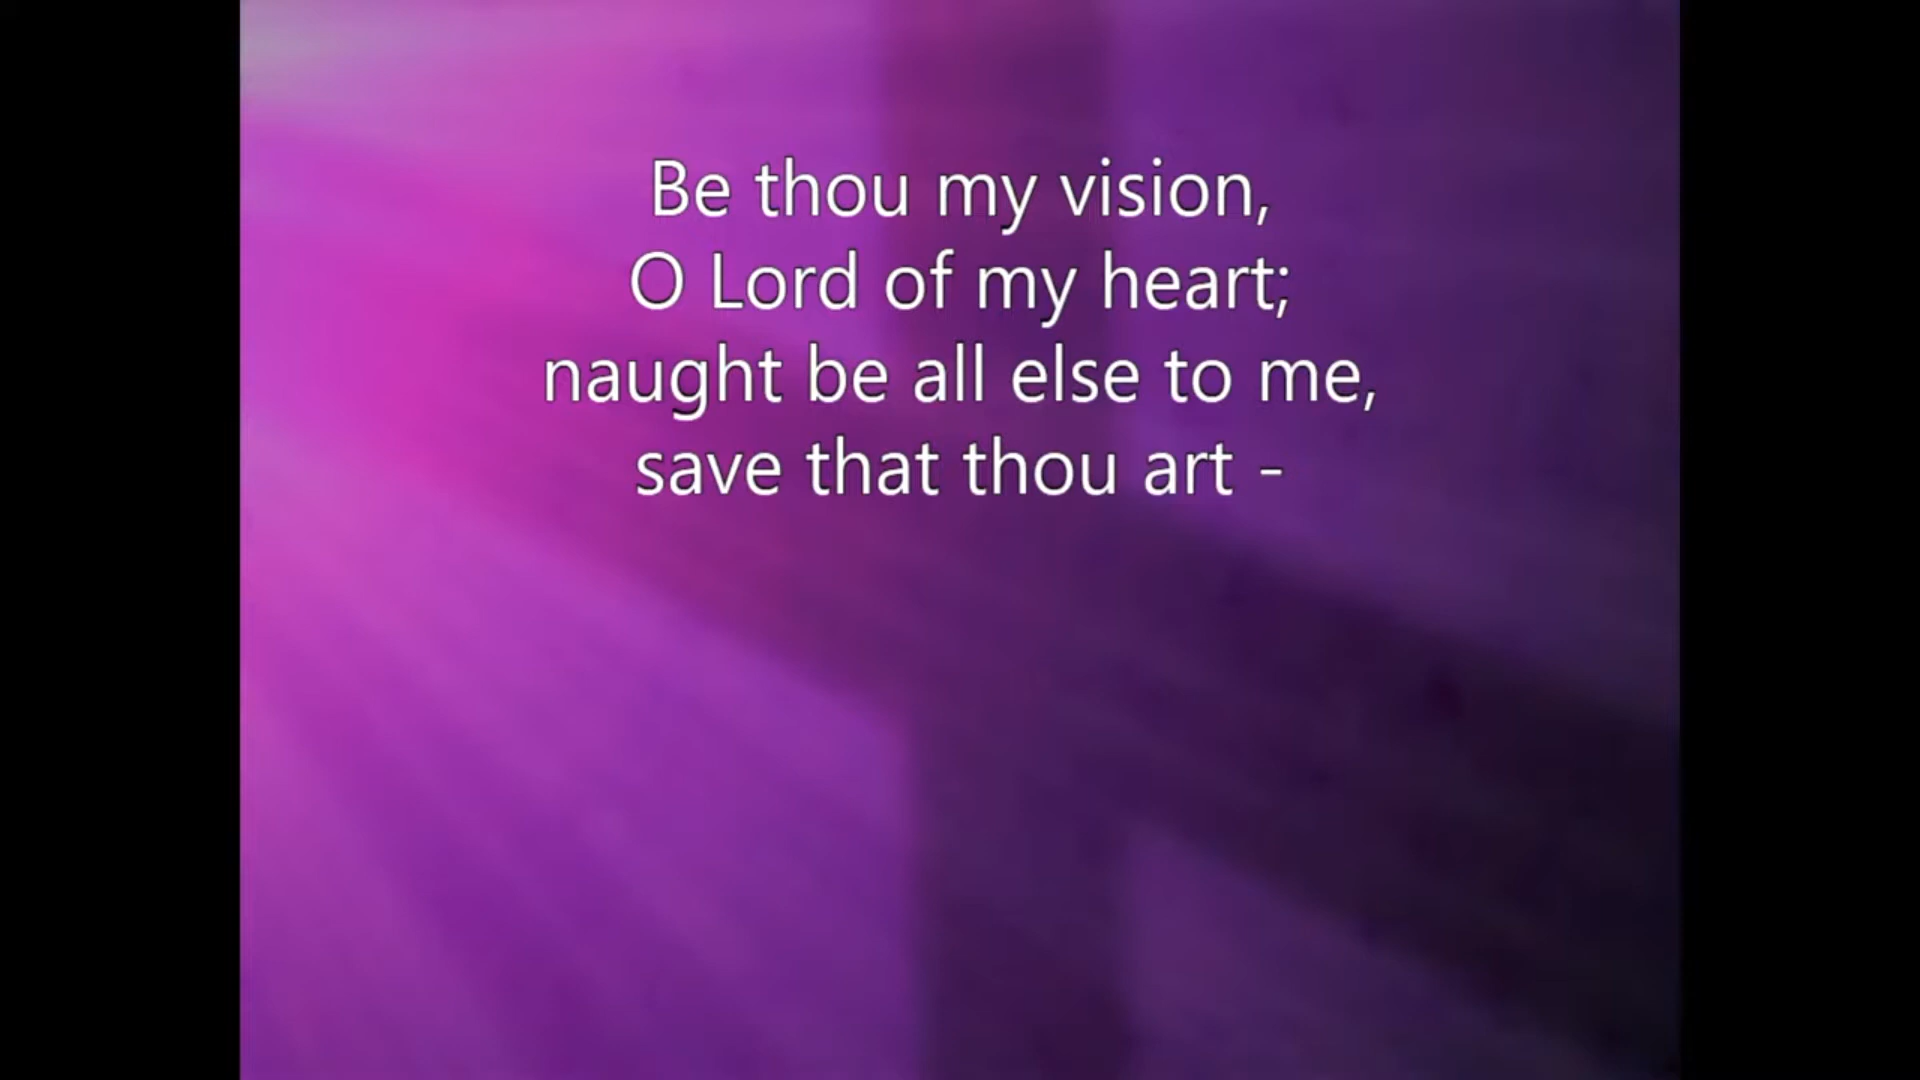 Be thou my vision,
O Lord of my heart;
naught be all else to me,
save that thou art -